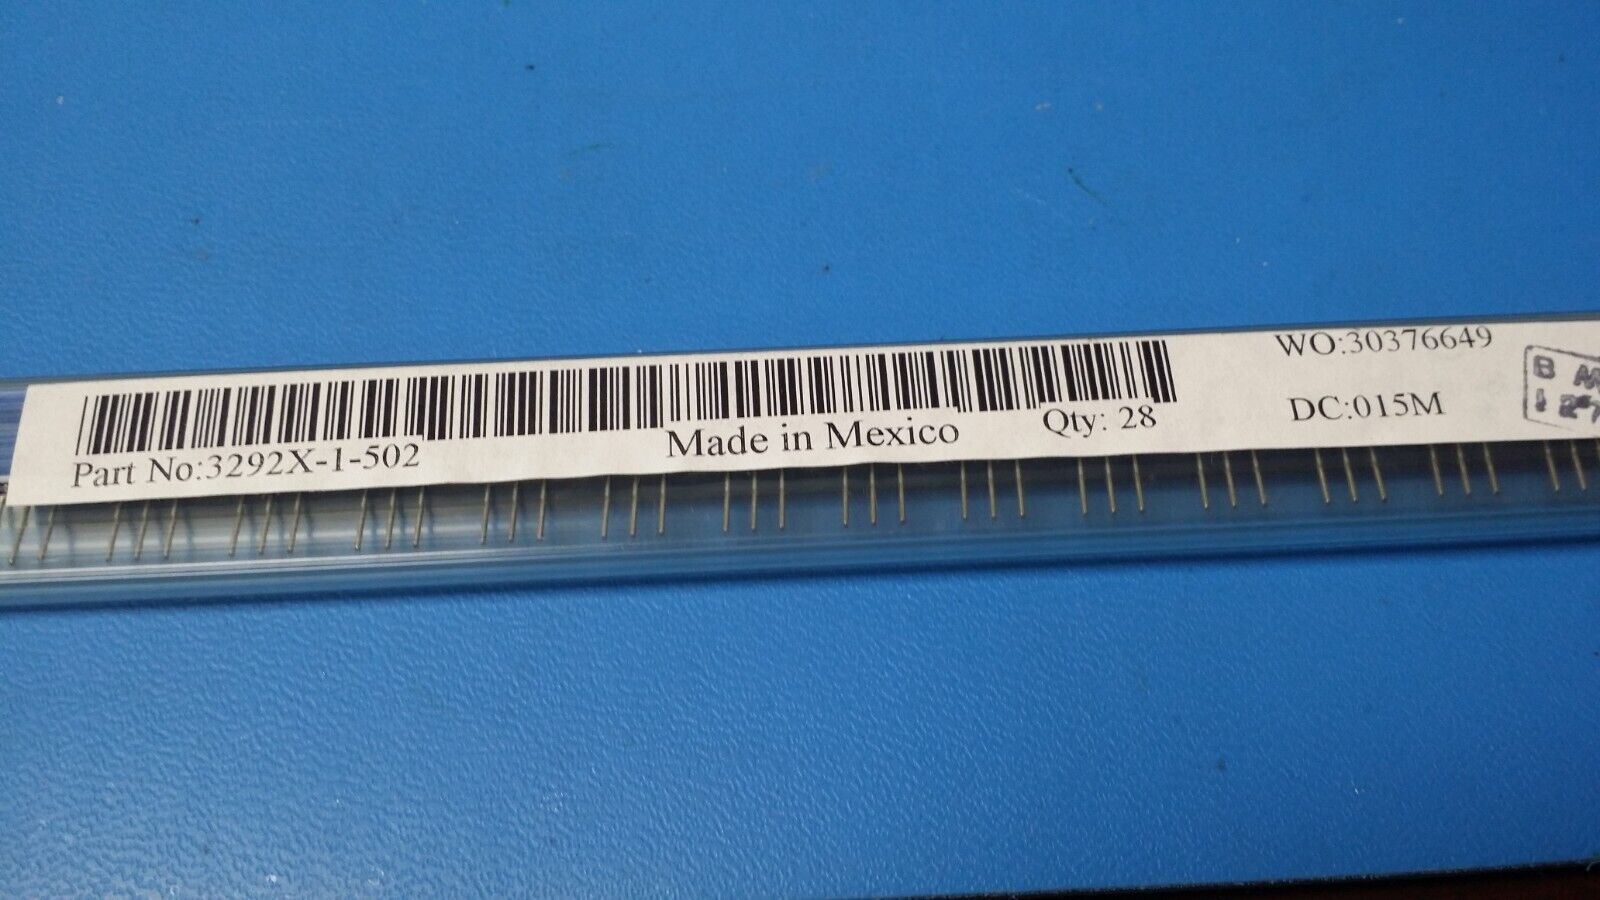 Part No:3292X-1-502
Made in Mexico
Qty: 28
WO:30376649
DC:015M
B